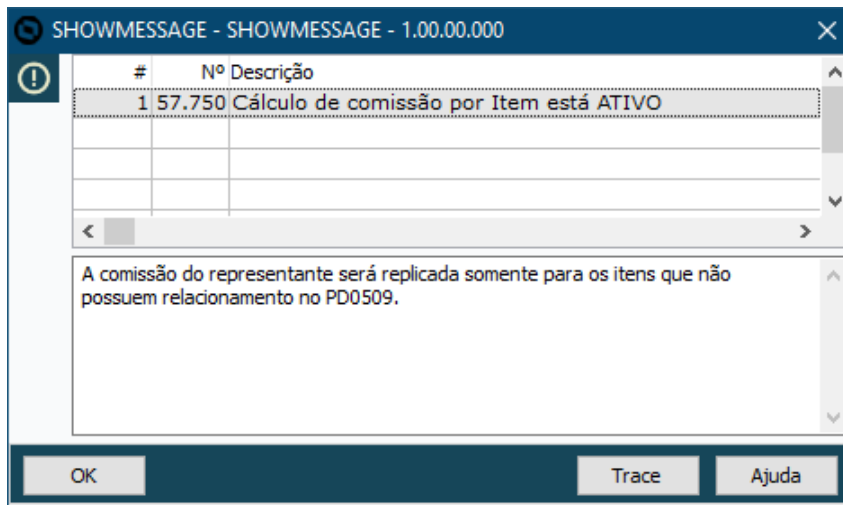 SHOWMESSAGE - SHOWMESSAGE - 1.00.00.000
# Nº Descrição
1 57.750 Cálculo de comissão por Item está ATIVO
A comissão do representante será replicada somente para os itens que não
possuem relacionamento no PD0509.
OK Trace Ajuda